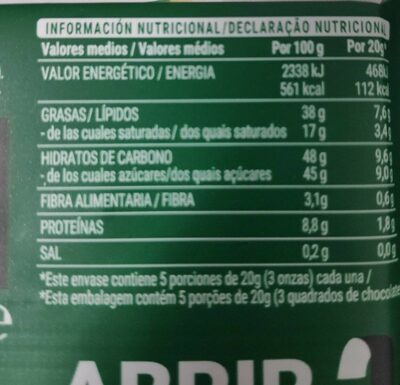 INFORMACIÓN NUTRICIONAL/DECLARAÇÃO NUTRICIONAL
Valores medios / Valores médios Por 100 g Por 20g*
VALOR ENERGÉTICO / ENERGIA 2338 kJ 468kJ
561 kcal 112 kcal
GRASAS / LÍPIDOS 38 g 7,6g
- de las cuales saturadas / dos quais saturados 17 g 3,4g
HIDRATOS DE CARBONO 48 g 9,6g
- de los cuales azúcares/dos quais açúcares 45 g 9,0g
FIBRA ALIMENTARIA / FIBRA 3,1g 0,6g
PROTEÍNAS 8,8 g 1,8g
SAL 0,2 g 0,0g
*Este envase contiene 5 porciones de 20g (3 onzas) cada una /
*Esta embalagem contém 5 porções de 20g (3 quadrados de chocolate
e
ABRIR